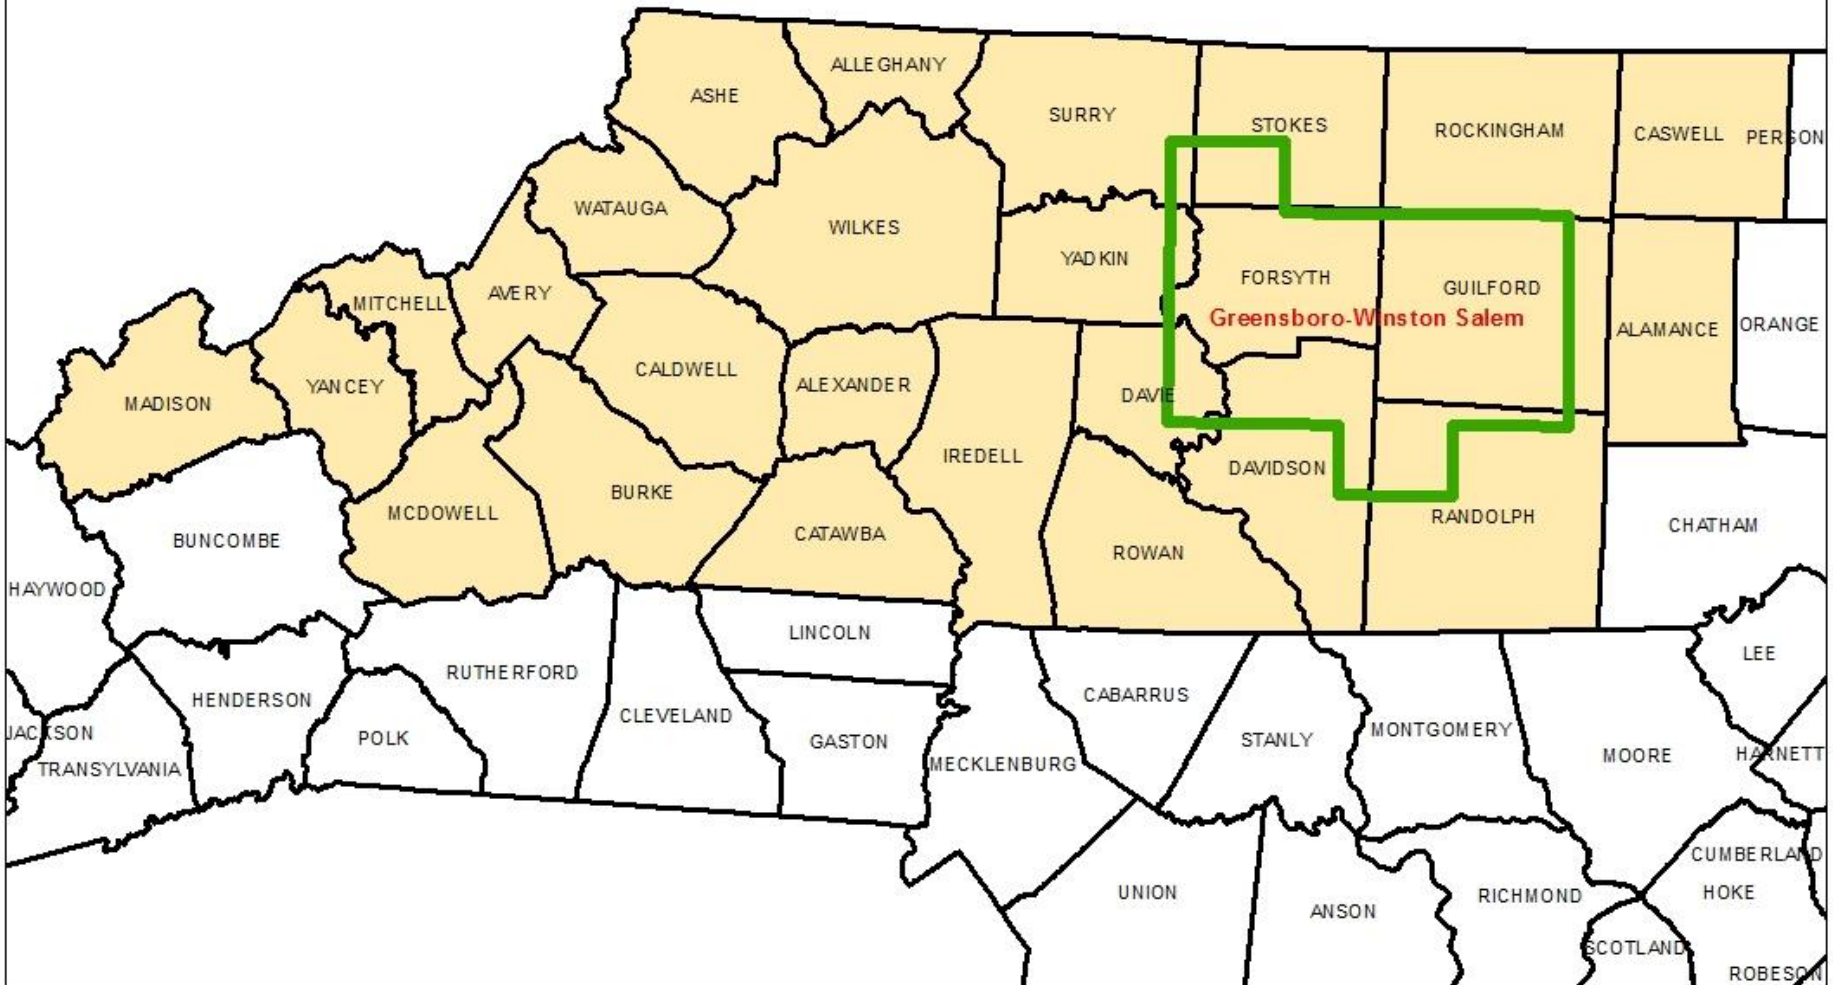 ALLEGHANY
ASHE
SURRY
STOKES
ROCKINGHAM
CASWELL
PERSON
WATAUGA
WILKES
YADKIN
FORSYTH
GUILFORD
Greensboro-Winston Salem
ALAMANCE
ORANGE
MITCHELL
AVERY
CALDWELL
ALEXANDER
DAVIE
MADISON
YANCEY
IREDELL
DAVIDSON
BURKE
MCDOWELL
CATAWBA
ROWAN
RANDOLPH
CHATHAM
BUNCOMBE
HAYWOOD
LINCOLN
LEE
RUTHERFORD
HENDERSON
CABARRUS
CLEVELAND
POLK
GASTON
STANLY
MONTGOMERY
JACKSON
TRANSYLVANIA
MECKLENBURG
MOORE
HARNETT
CUMBERLAND
UNION
ANSON
RICHMOND
HOKE
SCOTLAND
ROBESON